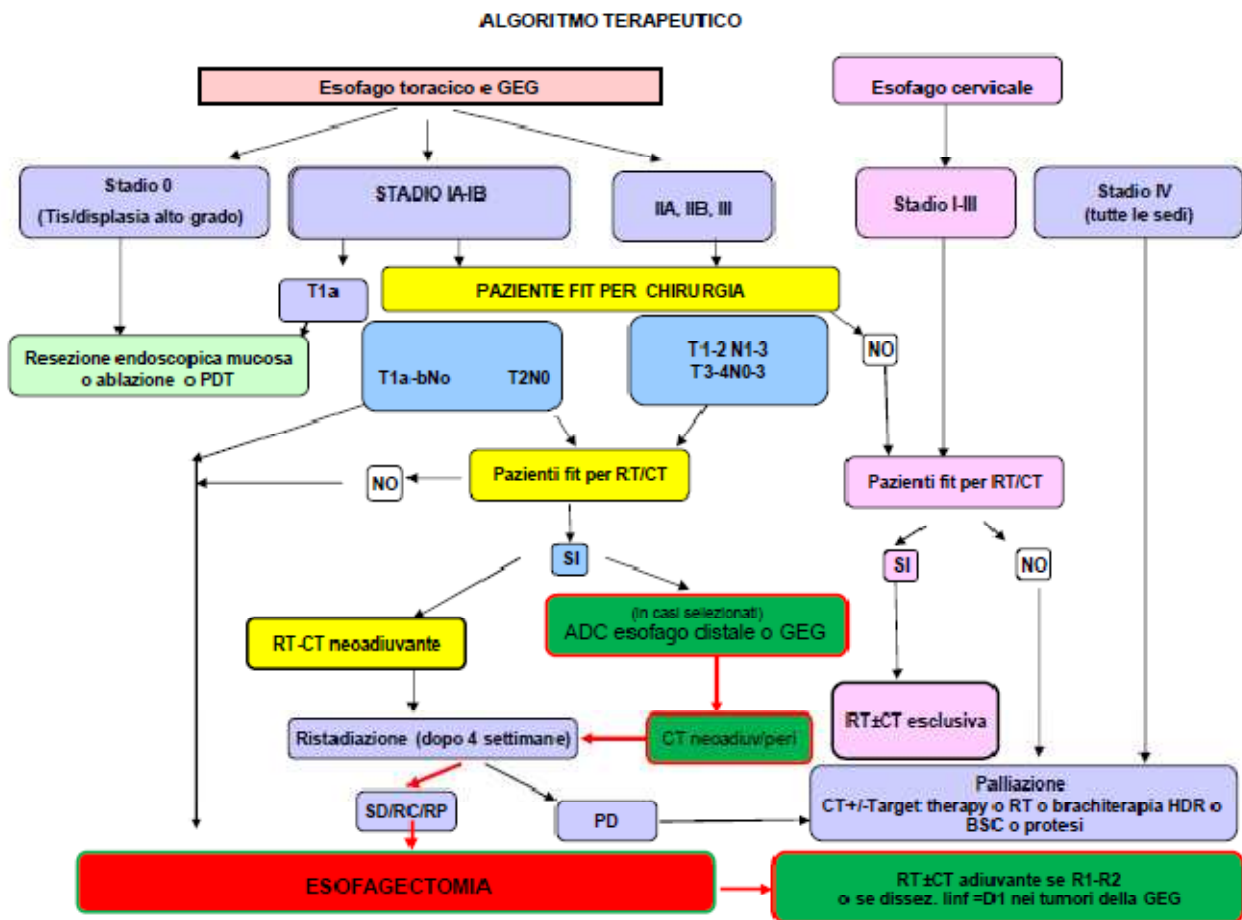 ALGORITMO TERAPEUTICO
Esofago toracico e GEG
Esofago cervicale
Stadio 0
(Tis/displasia alto grado)
STADIO IA-IB
IIA, IIB, III
Stadio I-III
Stadio IV
(tutte le sedi)
T1a
PAZIENTE FIT PER CHIRURGIA
Resezione endoscopica mucosa
o ablazione o PDT
T1a-bNo T2N0
T1-2 N1-3
T3-4N0-3
NO
NO
Pazienti fit per RT/CT
Pazienti fit per RT/CT
SI
SI
NO
RT-CT neoadiuvante
(in casi selezionati)
ADC esofago distale o GEG
Ristadiazione (dopo 4 settimane)
CT neoadiuv/peri
RT±CT esclusiva
SD/RC/RP
PD
Palliazione
CT+/-Target therapy o RT o brachiterapia HDR o
BSC o protesi
ESOFAGECTOMIA
RT±CT adiuvante se R1-R2
o se dissez. linf =D1 nei tumori della GEG